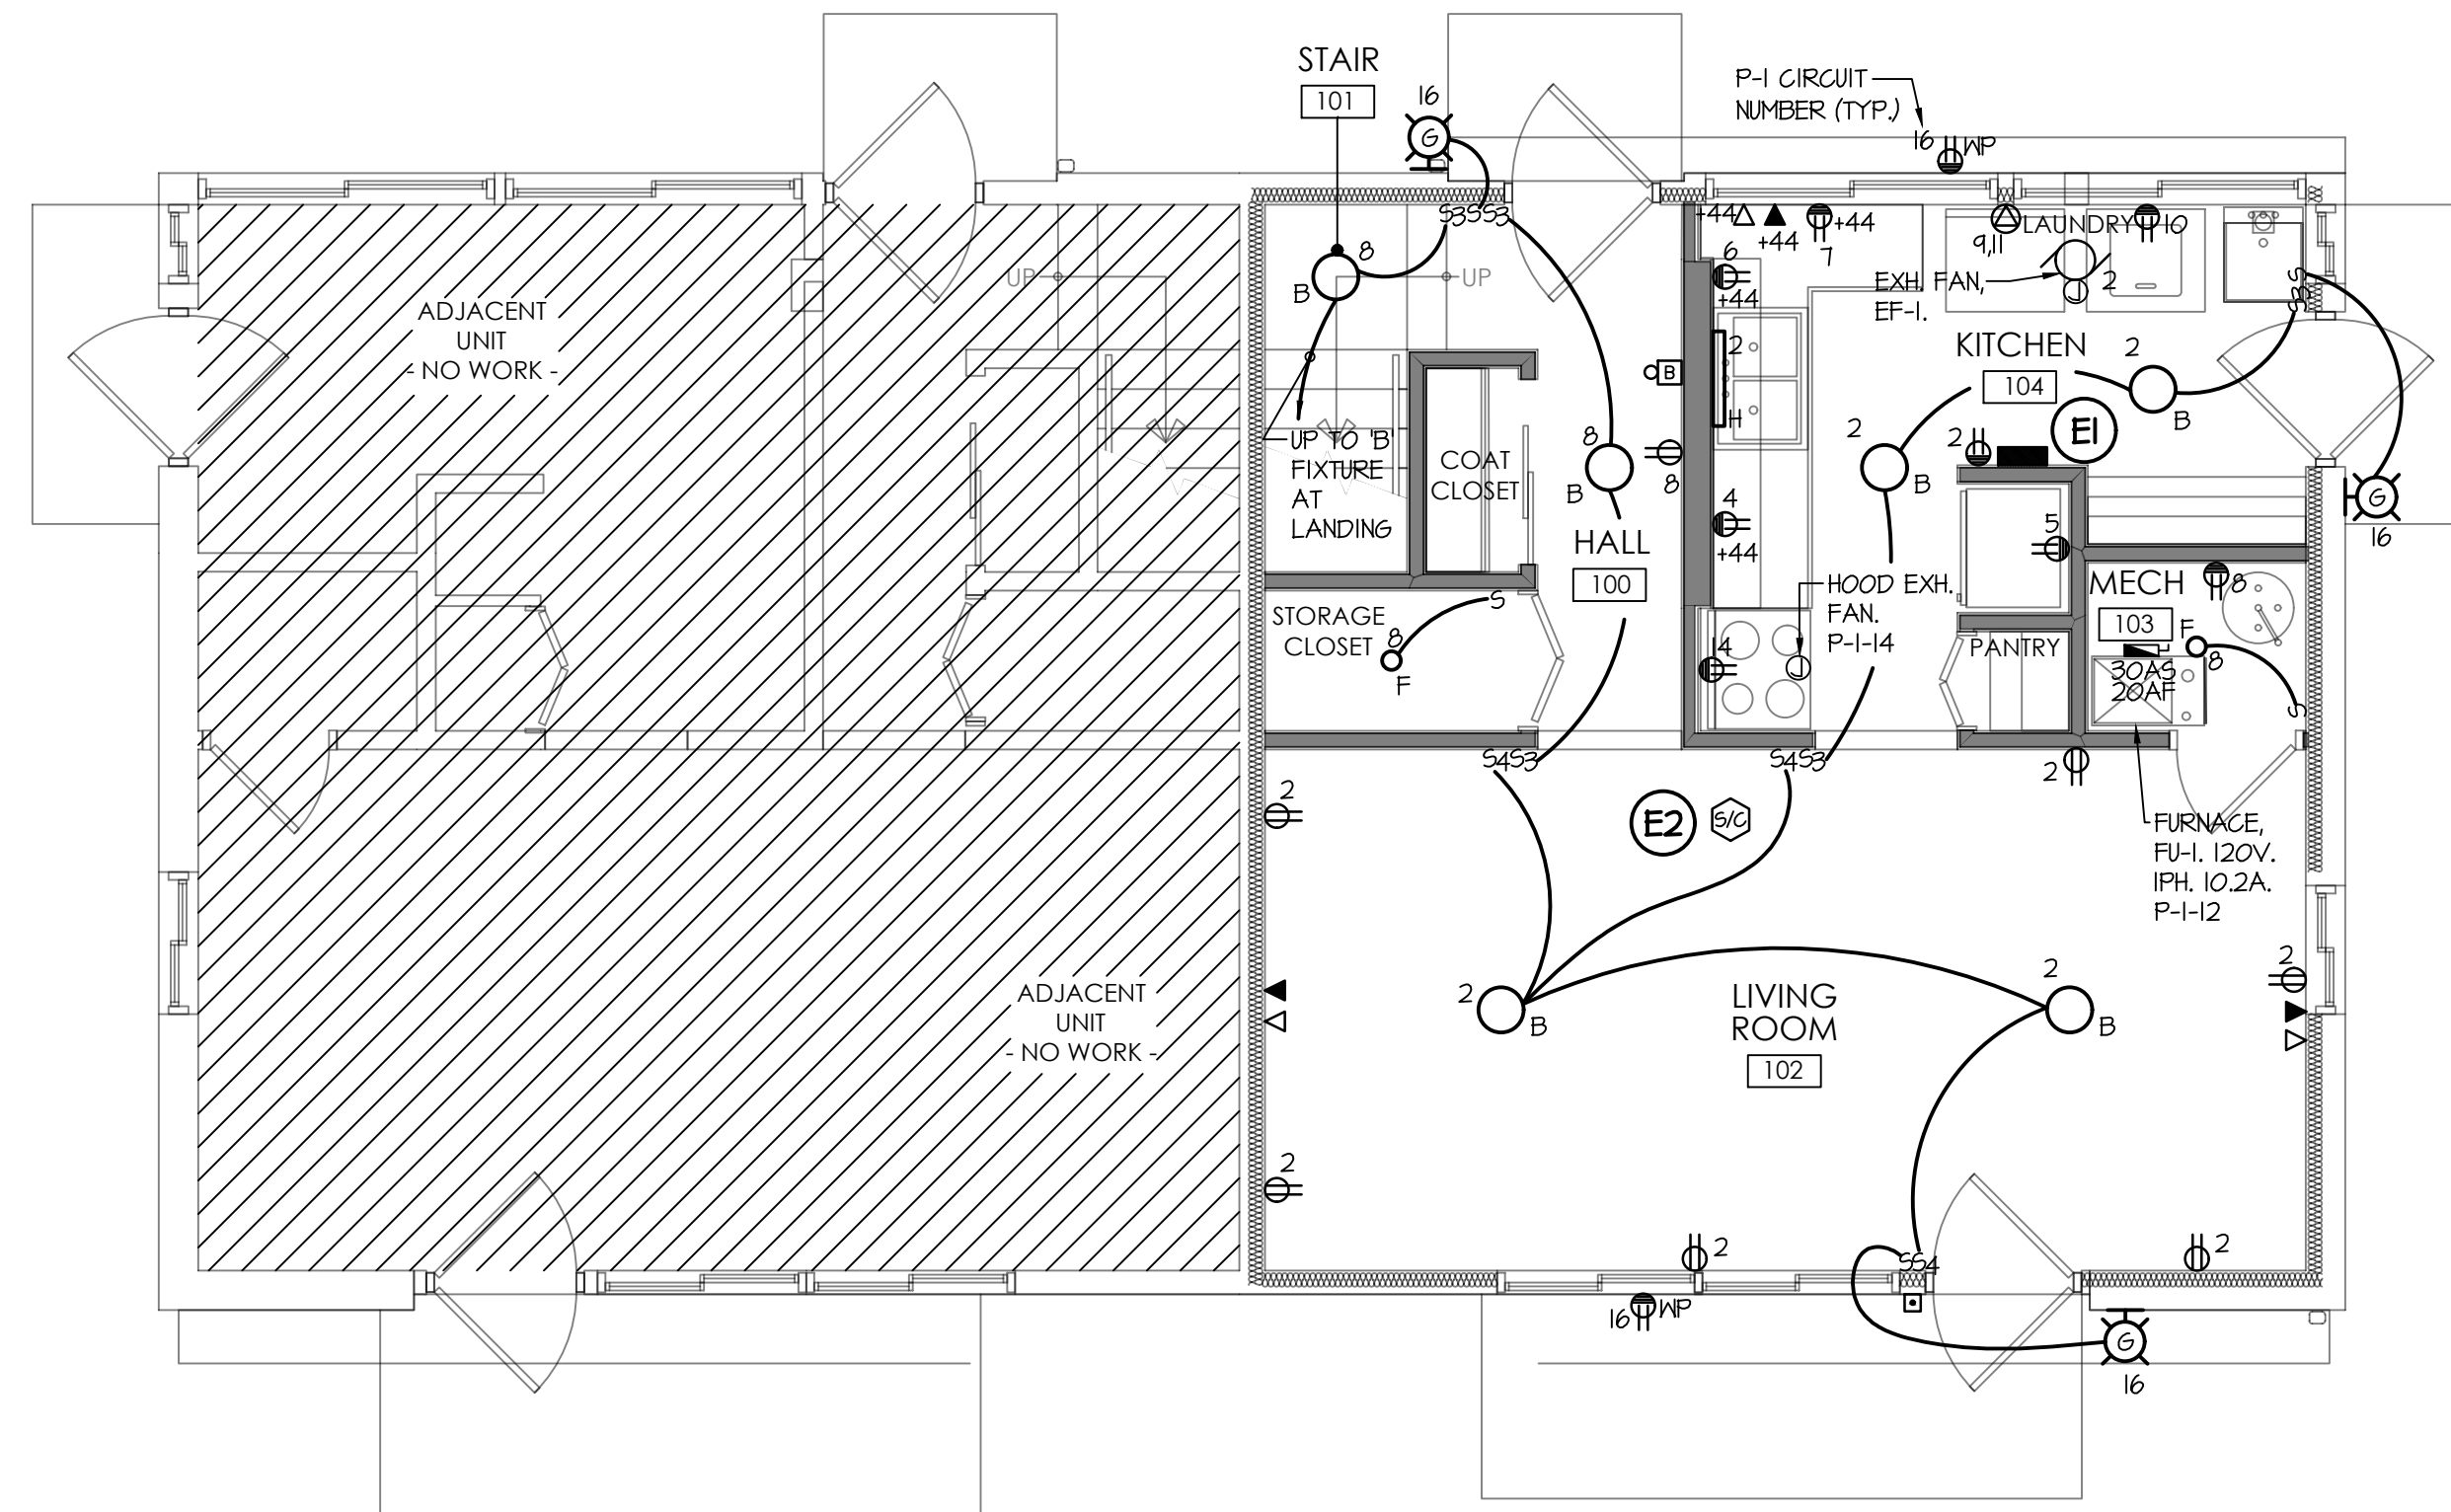 STAIR
101
16
P-1 CIRCUIT
NUMBER (TYP.)
16
WP
G
S3SS3
+44
+44
+44
7
9,11
LAUNDRY
10
EXH. FAN,
EF-1.
J
2
S
S3
UP
UP
8
B
6
+44
ADJACENT
UNIT
- NO WORK -
2
H
B
KITCHEN
104
2
B
E1
UP TO 'B'
FIXTURE
AT
LANDING
COAT
CLOSET
8
B
8
4
+44
2
B
2
5
G
16
HALL
100
HOOD EXH.
FAN.
P-1-14
J
14
MECH
103
8
F
8
30AS
20AF
S
PANTRY
STORAGE
CLOSET
S
8
F
S4S3
S4S3
2
2
E2
S/C
FURNACE,
FU-1. 120V.
1PH. 10.2A.
P-1-12
ADJACENT
UNIT
- NO WORK -
2
B
LIVING
ROOM
102
2
B
2
2
2
SS4
2
16
WP
G
16